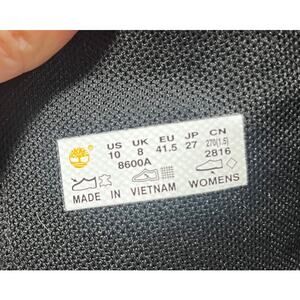 US UK EU JP CN
10 8 41.5 27 270(1.5)
8600A 2816
MADE IN VIETNAM WOMENS